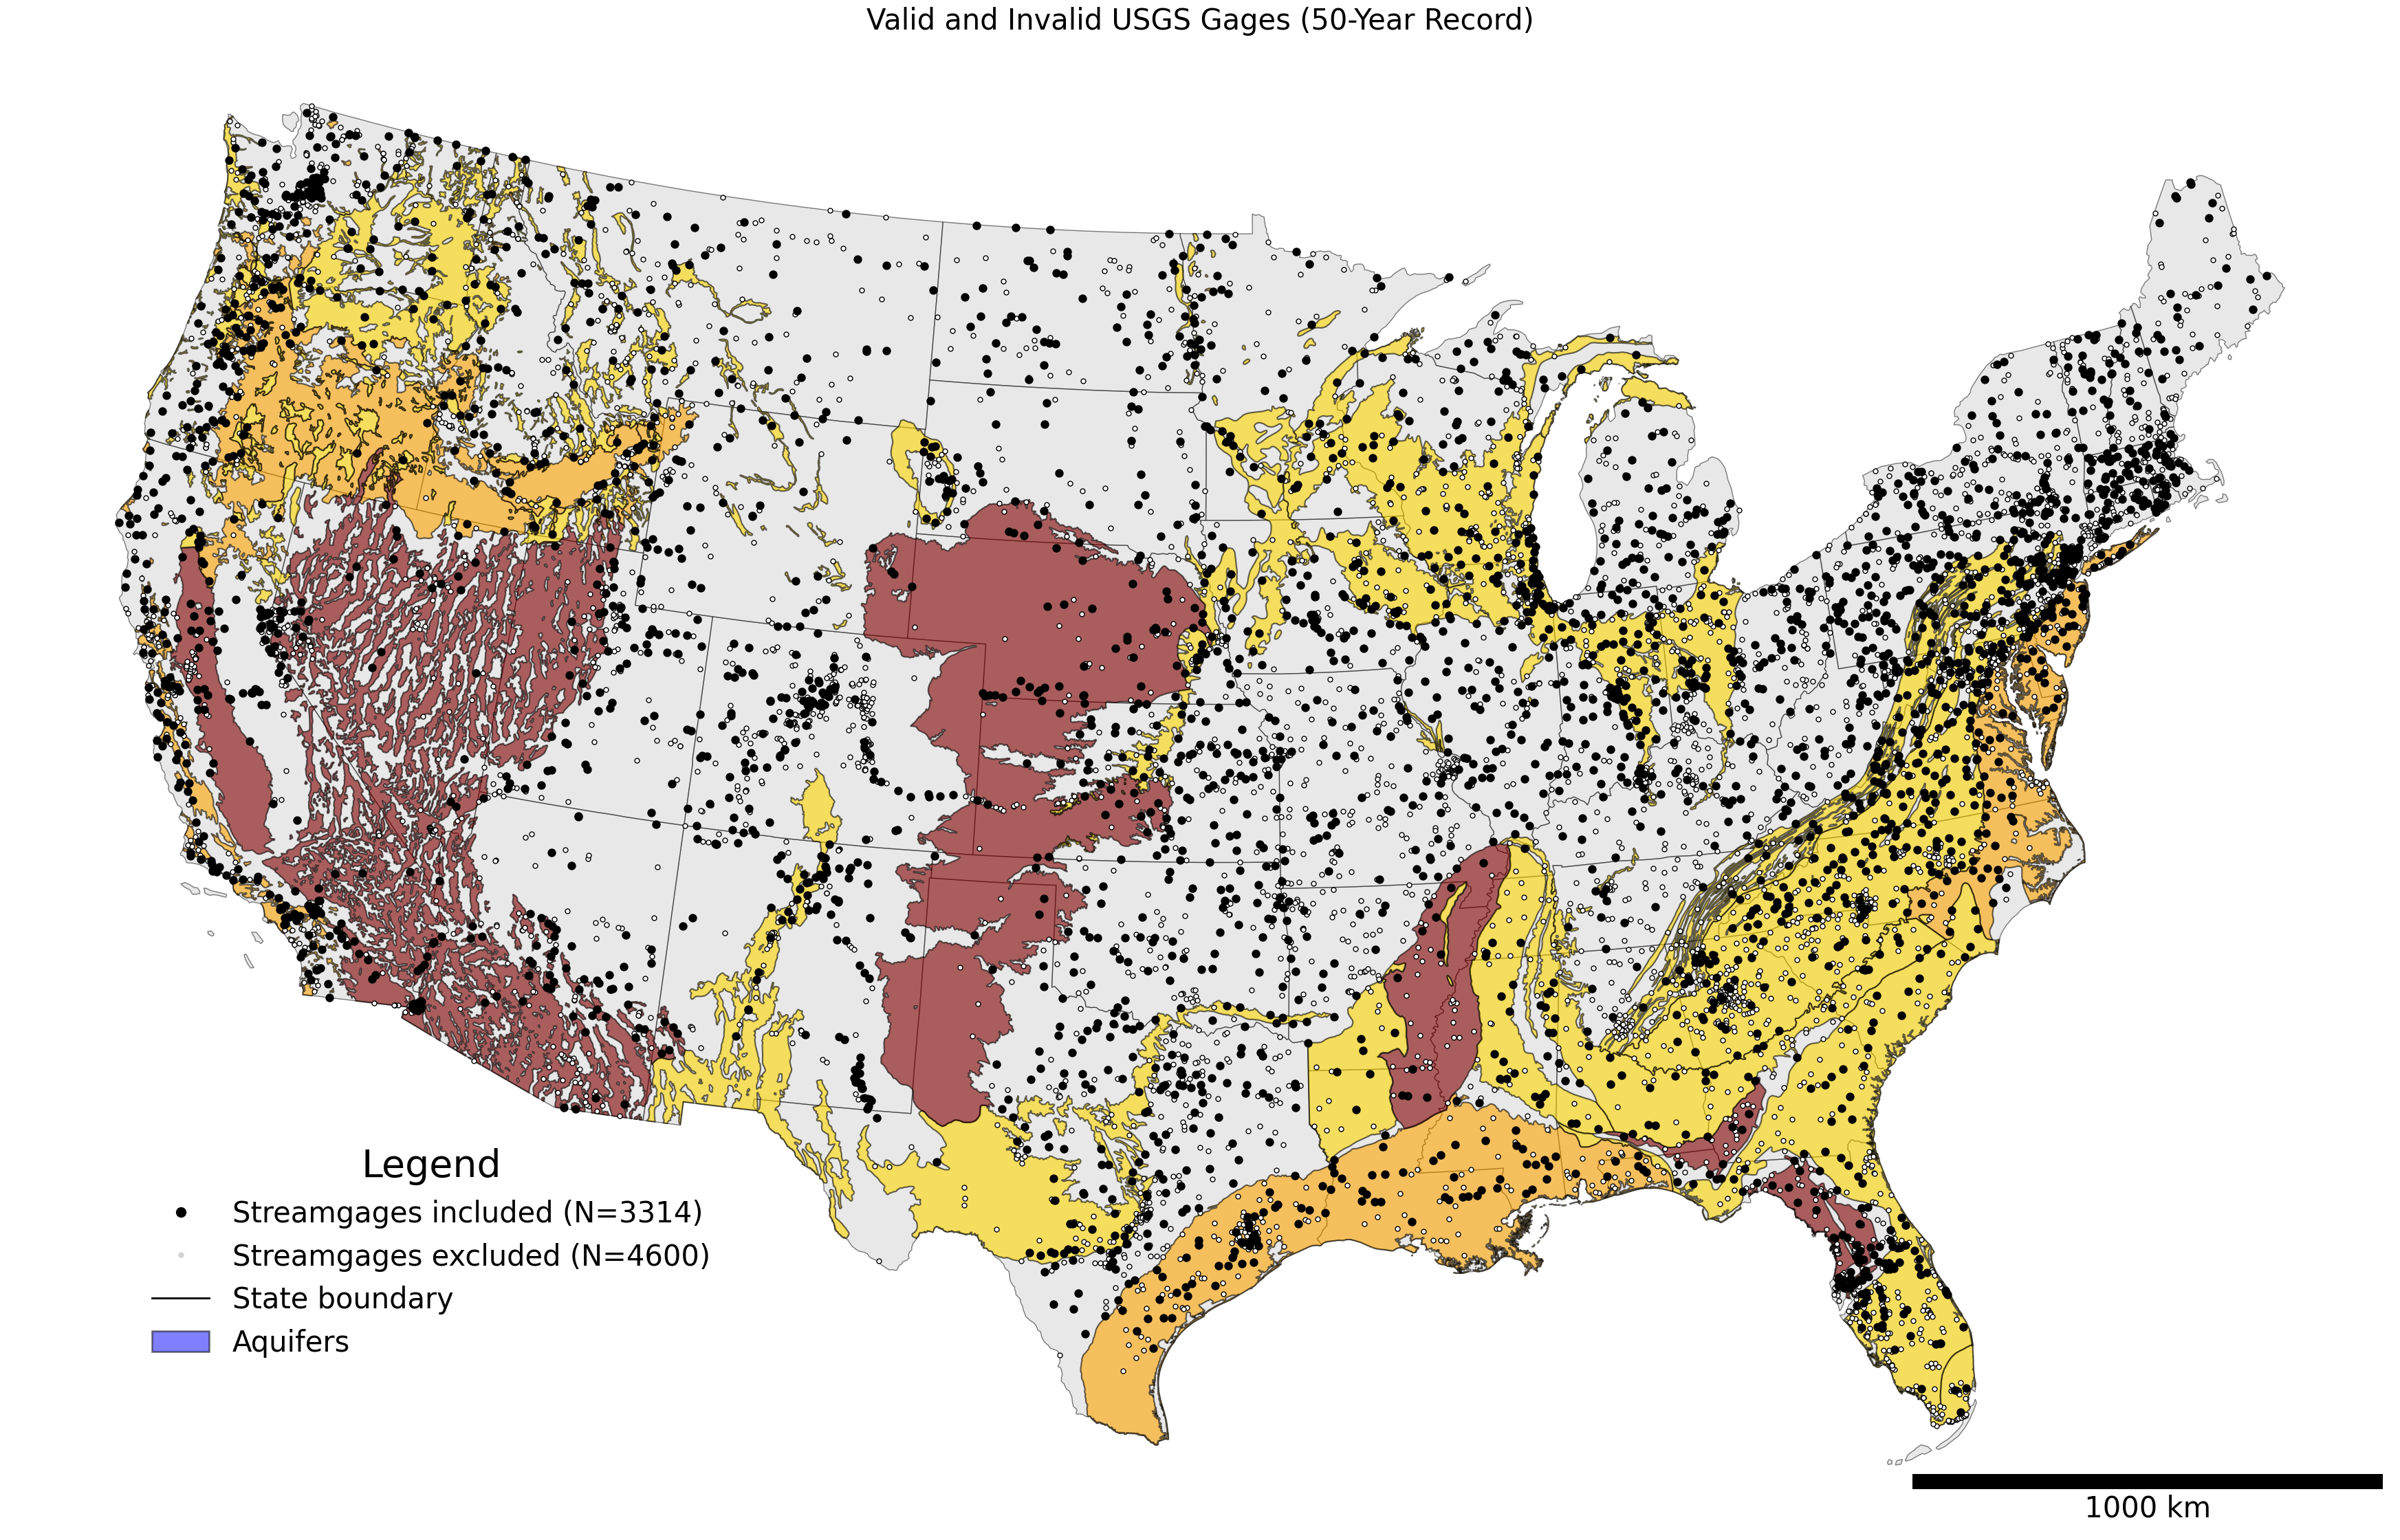 Valid and Invalid USGS Gages (50-Year Record)
Legend
Streamgages included (N=3314)
Streamgages excluded (N=4600)
State boundary
Aquifers
1000 km